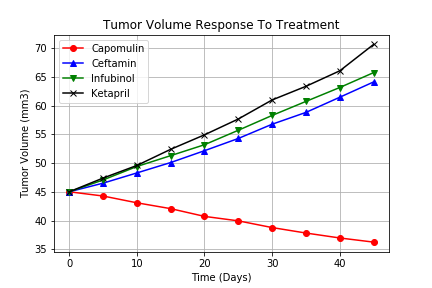 Tumor Volume Response To Treatment
Tumor Volume (mm3)
70
65
60
55
50
45
40
35
Capomulin
Ceftamin
Infubinol
Ketapril
0 10 20 30 40
Time (Days)